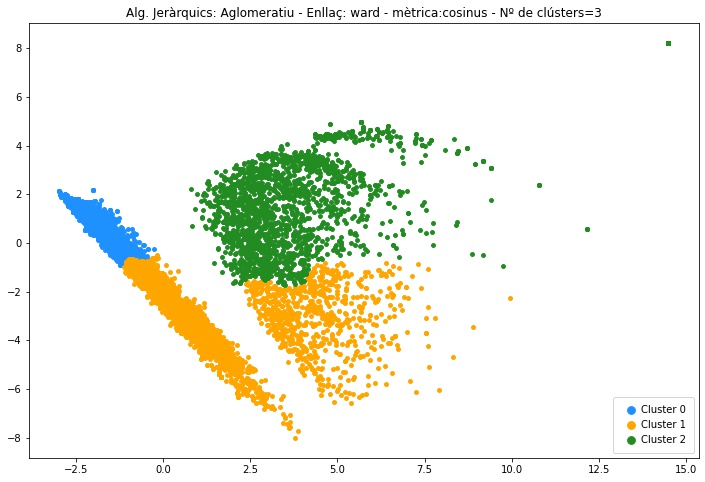 Alg. Jeràrquics: Aglomeratiu - Enllaç: ward - mètrica:cosinus - Nº de clústers=3
8
6
4
2
0
−2
−4
−6
−8
−2.5 0.0 2.5 5.0 7.5 10.0 12.5 15.0
Cluster 0
Cluster 1
Cluster 2